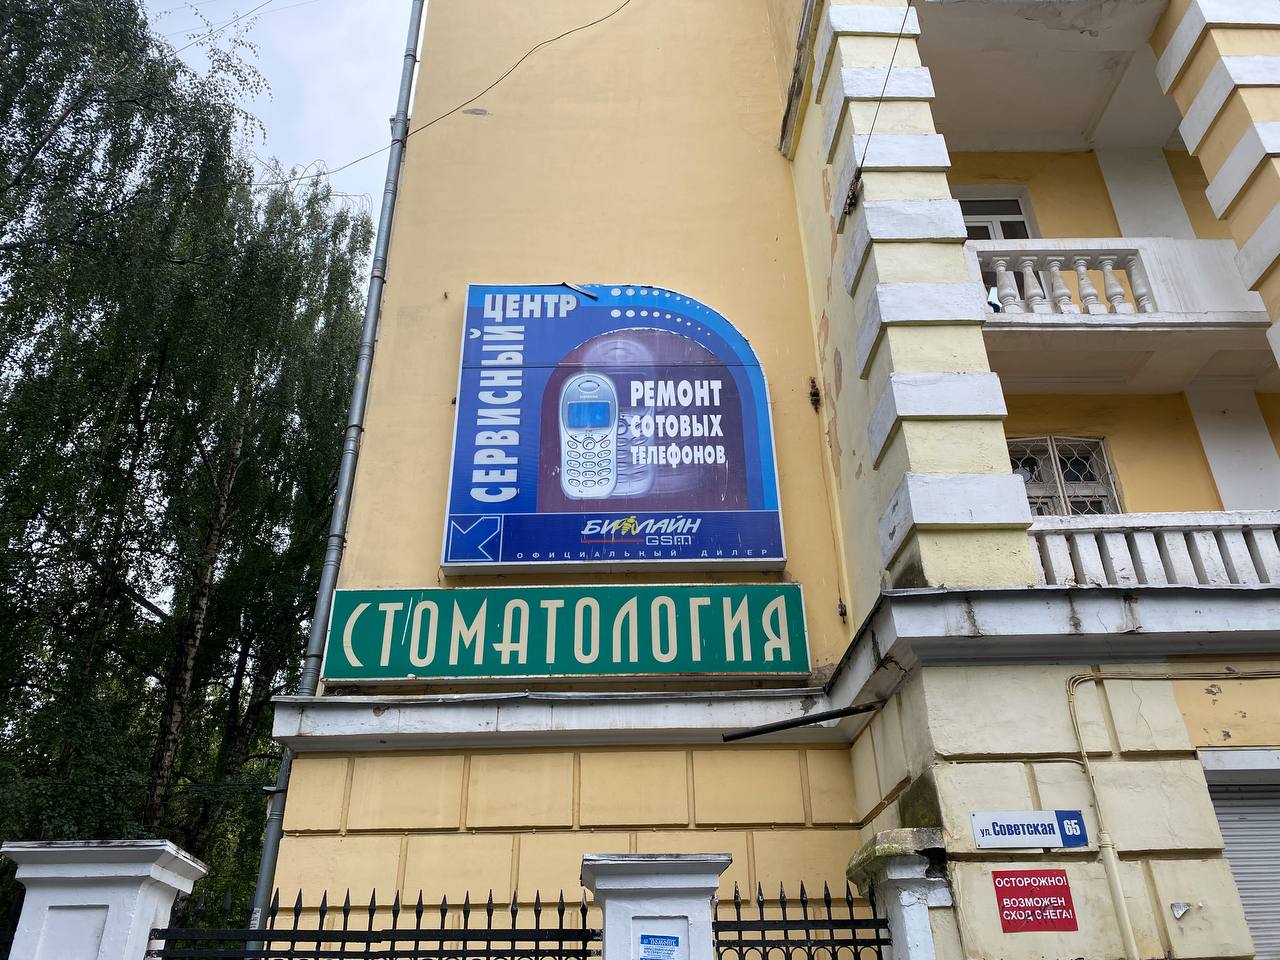 СЕРВИСНЫЙ
ЦЕНТР
РЕМОНТ
СОТОВЫХ
ТЕЛЕФОНОВ
БИЛАЙН
GSM
ОФИЦИАЛЬНЫЙ ДИЛЕР
СТОМАТОЛОГИЯ
ул. Советская 65
ОСТОРОЖНО!
ВОЗМОЖЕН
СХОД СНЕГА!